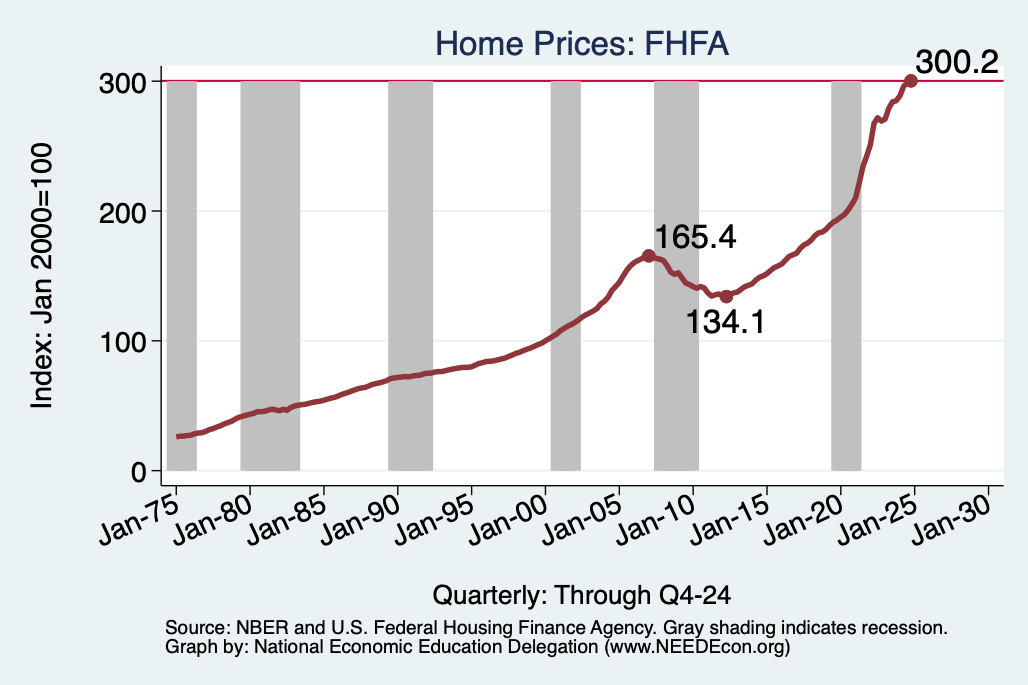 Home Prices: FHFA
300.2
Index: Jan 2000=100
300
200
100
0
165.4
134.1
Jan-75
Jan-80
Jan-85
Jan-90
Jan-95
Jan-00
Jan-05
Jan-10
Jan-15
Jan-20
Jan-25
Jan-30
Quarterly: Through Q4-24
Source: NBER and U.S. Federal Housing Finance Agency. Gray shading indicates recession.
Graph by: National Economic Education Delegation (www.NEEDEcon.org)